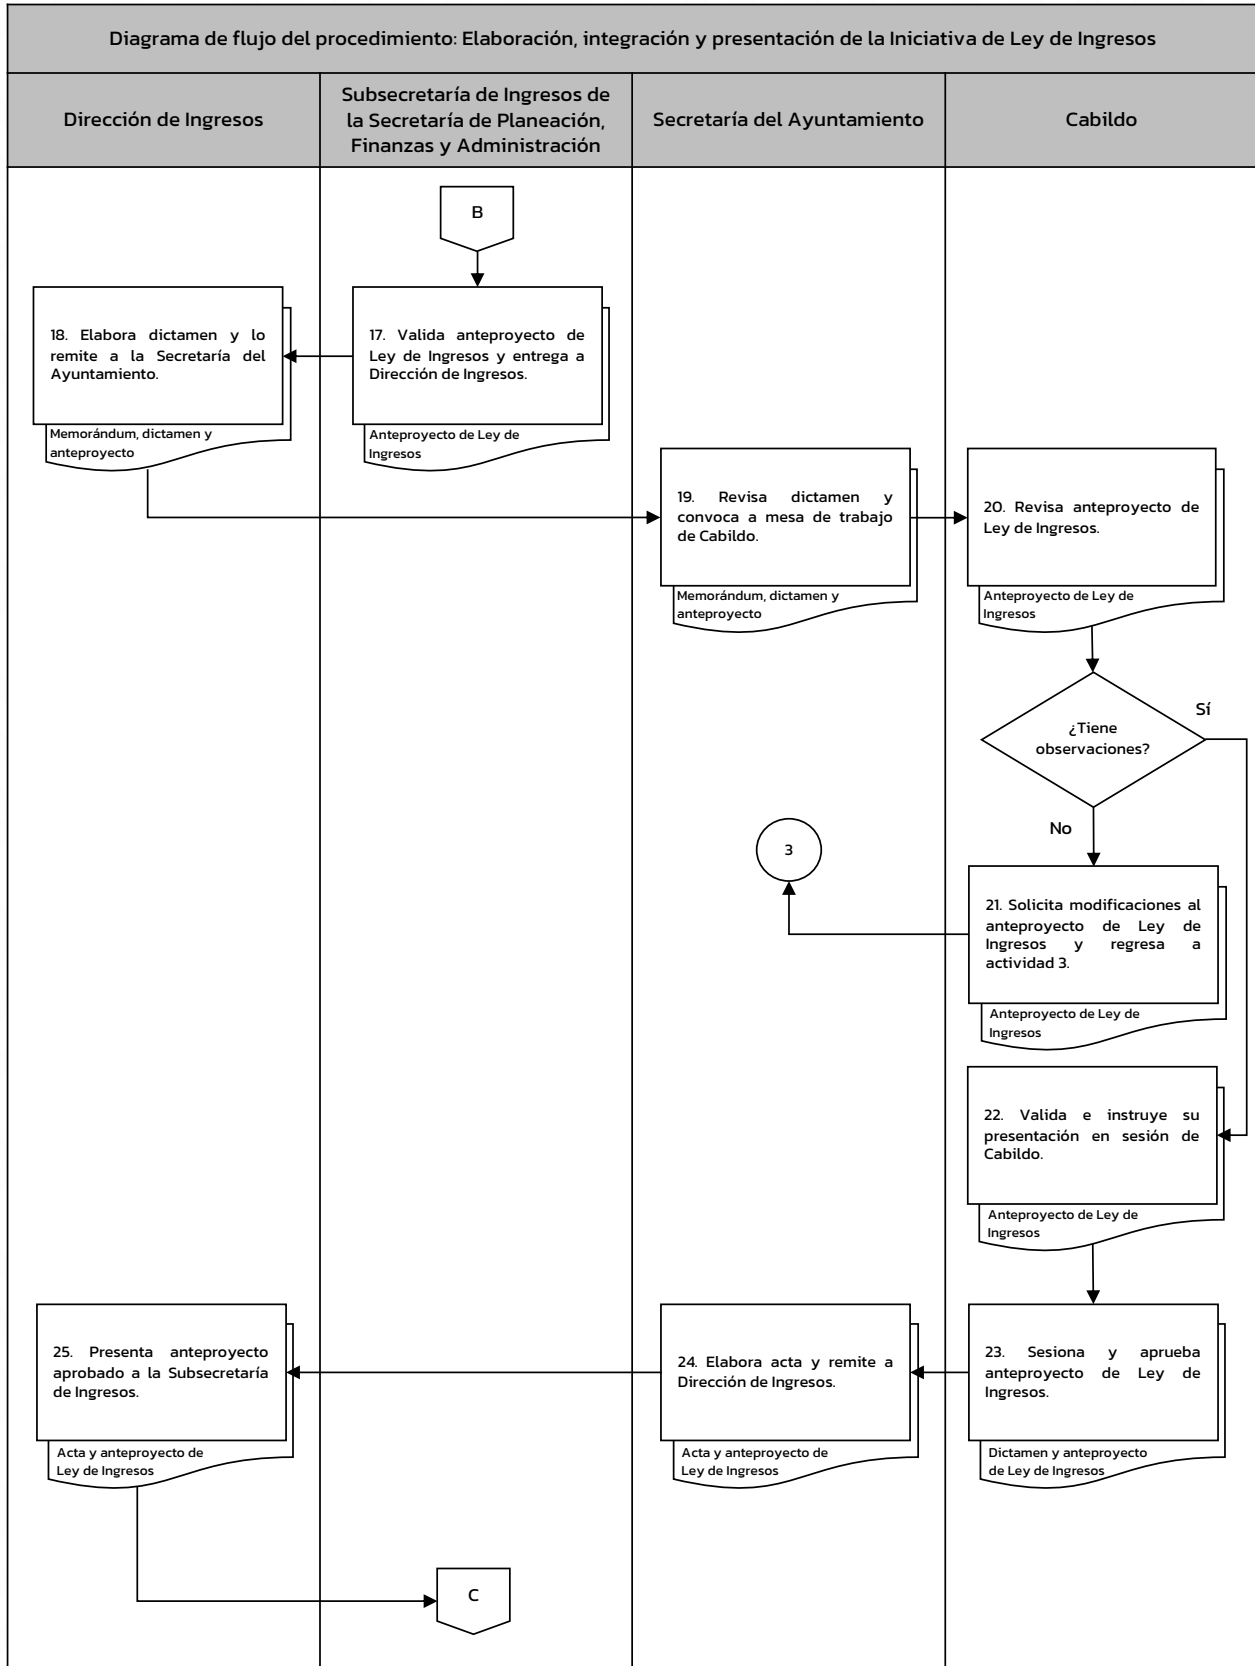 Diagrama de flujo del procedimiento: Elaboración, integración y presentación de la Iniciativa de Ley de Ingresos
Dirección de Ingresos
Subsecretaría de Ingresos de
la Secretaría de Planeación,
Finanzas y Administración
Secretaría del Ayuntamiento
Cabildo
B
18. Elabora dictamen y lo
remite a la Secretaría del
Ayuntamiento.
Memorándum, dictamen y
anteproyecto
17. Valida anteproyecto de
Ley de Ingresos y entrega a
Dirección de Ingresos.
Anteproyecto de Ley de
Ingresos
19. Revisa dictamen y
convoca a mesa de trabajo
de Cabildo.
Memorándum, dictamen y
anteproyecto
20. Revisa anteproyecto de
Ley de Ingresos.
Anteproyecto de Ley de
Ingresos
¿Tiene
observaciones?
Sí
No
3
21. Solicita modificaciones al
anteproyecto de Ley de
Ingresos y regresa a
actividad 3.
Anteproyecto de Ley de
Ingresos
22. Valida e instruye su
presentación en sesión de
Cabildo.
Anteproyecto de Ley de
Ingresos
25. Presenta anteproyecto
aprobado a la Subsecretaría
de Ingresos.
Acta y anteproyecto de
Ley de Ingresos
24. Elabora acta y remite a
Dirección de Ingresos.
Acta y anteproyecto de
Ley de Ingresos
23. Sesiona y aprueba
anteproyecto de Ley de
Ingresos.
Dictamen y anteproyecto
de Ley de Ingresos
C